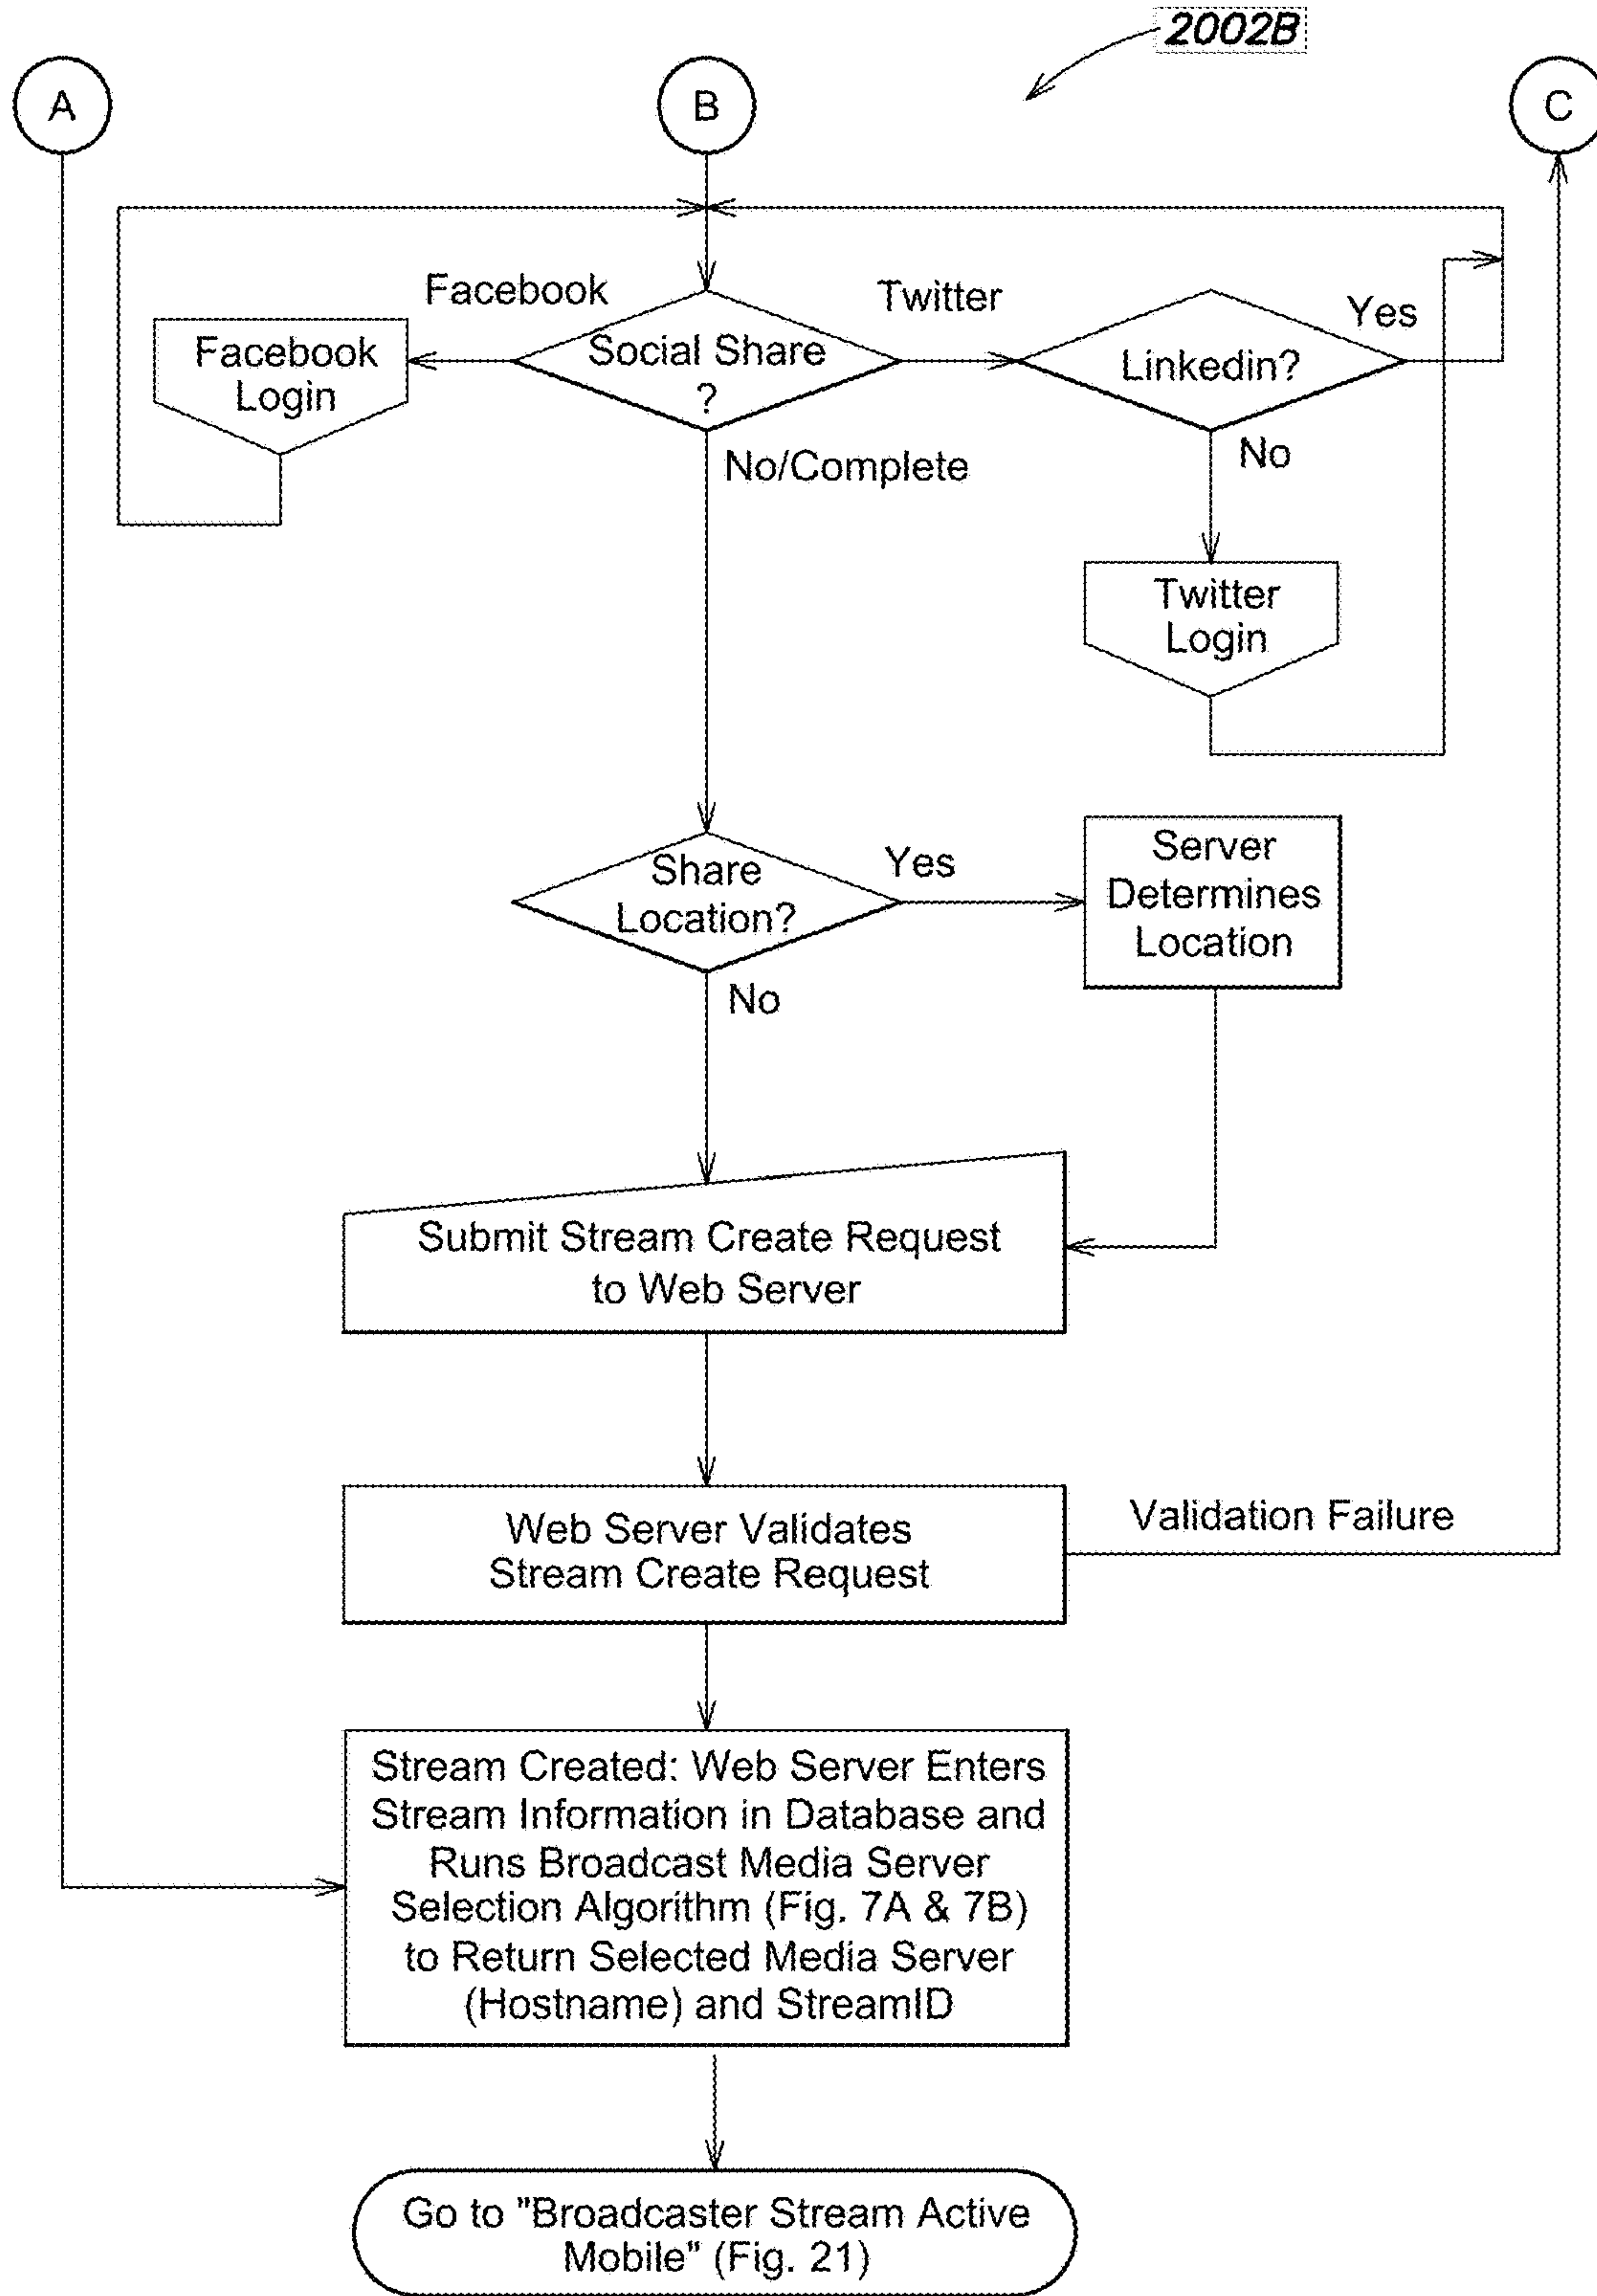 2002B
A
B
C
Facebook
Twitter
Yes
Facebook
Login
Social Share
?
Linkedin?
No/Complete
No
Twitter
Login
Share
Location?
Yes
Server
Determines
Location
No
Submit Stream Create Request
to Web Server
Web Server Validates
Stream Create Request
Validation Failure
Stream Created: Web Server Enters
Stream Information in Database and
Runs Broadcast Media Server
Selection Algorithm (Fig. 7A & 7B)
to Return Selected Media Server
(Hostname) and StreamID
Go to "Broadcaster Stream Active
Mobile" (Fig. 21)